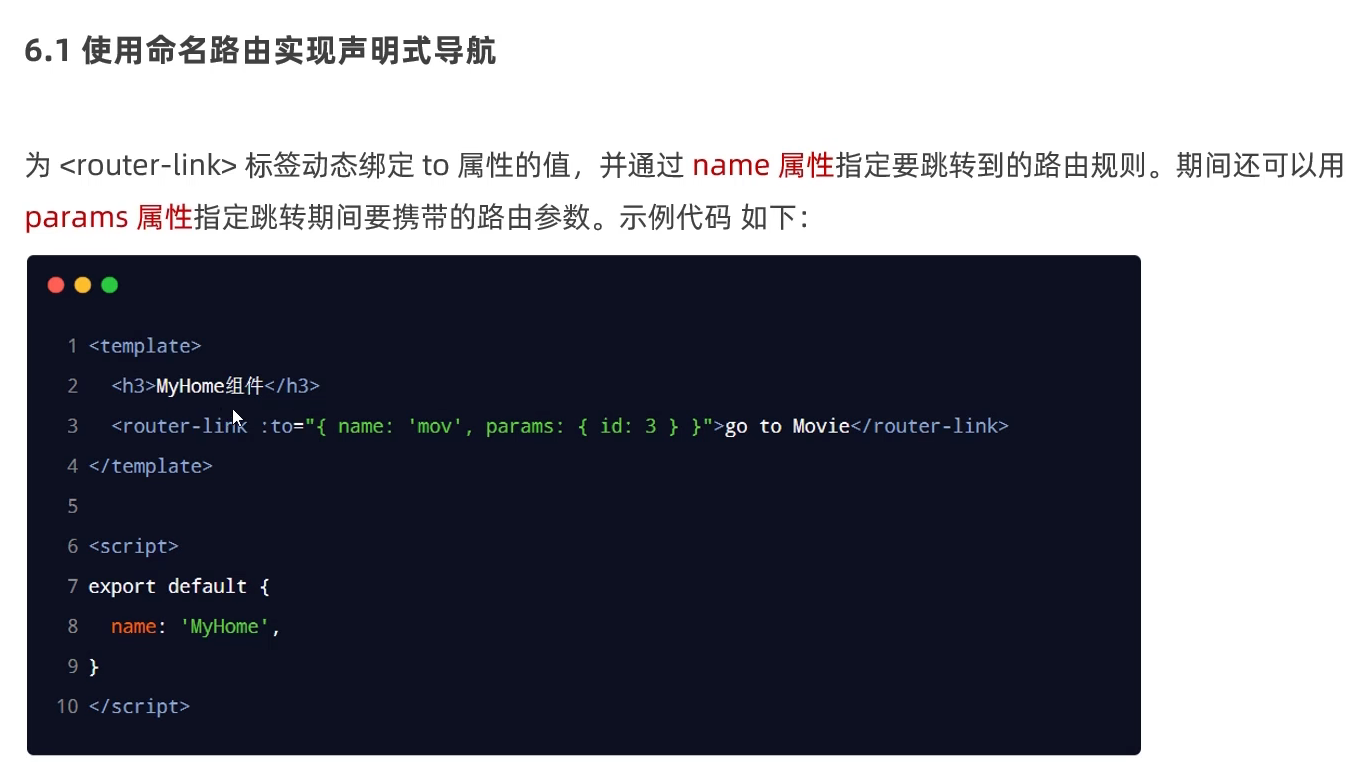 6.1 使用命名路由实现声明式导航
为 <router-link> 标签动态绑定 to 属性的值，并通过 name 属性指定要跳转到的路由规则。期间还可以用
params 属性指定跳转期间要携带的路由参数。示例代码 如下：
1 <template>
2   <h3>MyHome组件</h3>
3   <router-link :to="{ name: 'mov', params: { id: 3 } }">go to Movie</router-link>
4 </template>
5
6 <script>
7 export default {
8   name: 'MyHome',
9 }
10 </script>